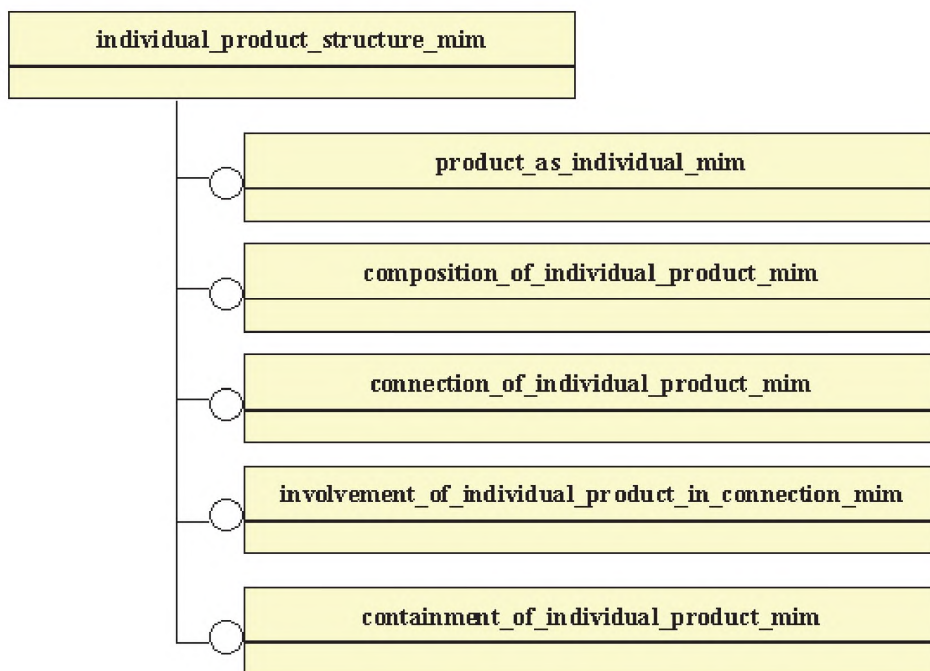 individual_product_structure_mim
product_as_individual_mim
composition_of_individual_product_mim
connection_of_individual_product_mim
involvement_of_individual_product_in_connection_mim
containment_of_individual_product_mim